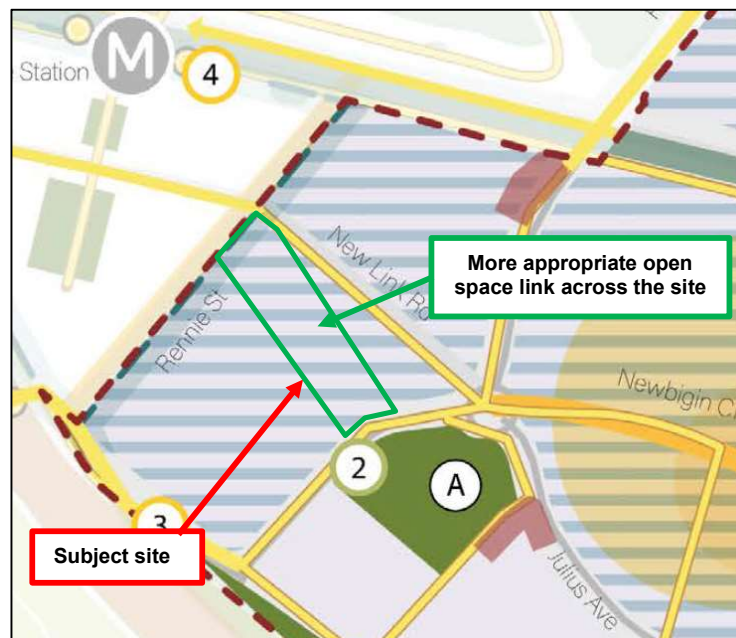 Station
M
4
New Link Rd
More appropriate open
space link across the site
Rennie St
Newbigin
2
A
3
Subject site
Julius Ave